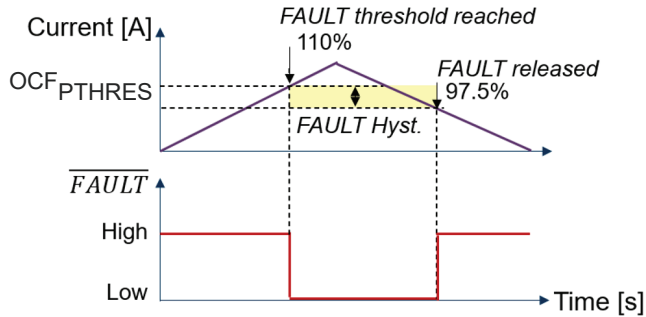 FAULT threshold reached
Current [A]
110%
OCFPTHRES
FAULT released
97.5%
FAULT Hyst.
FAULT
High
Low
Time [s]